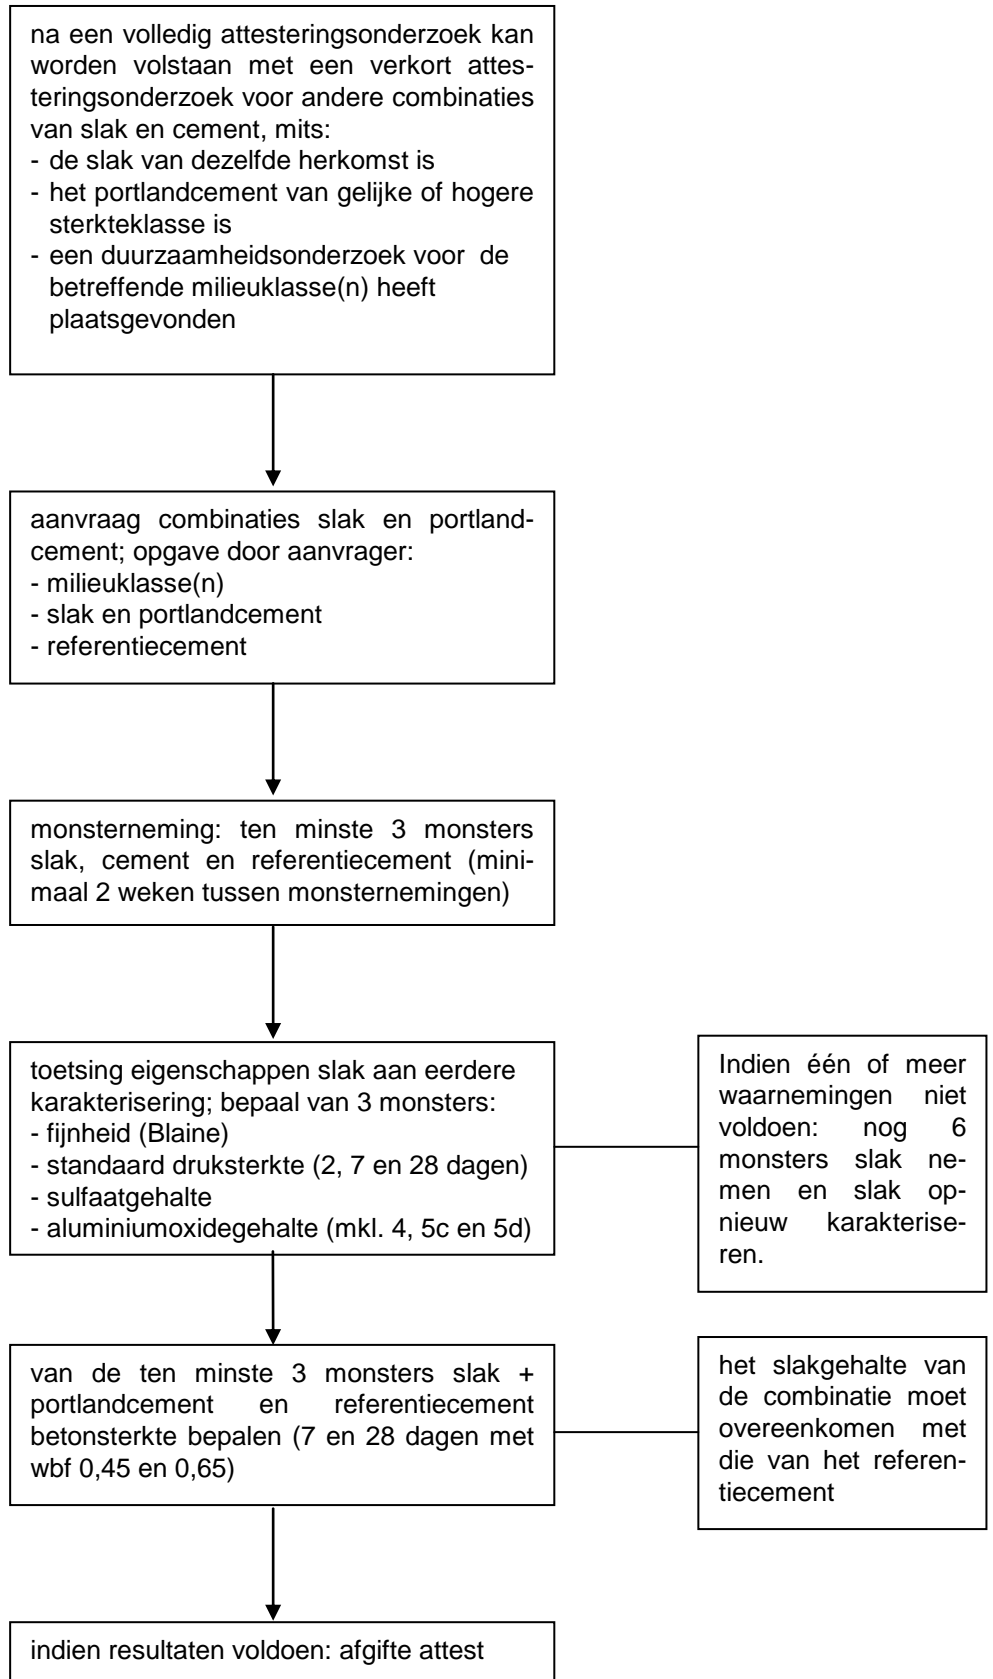 na een volledig attesteringsonderzoek kan
worden volstaan met een verkort attes-
teringsonderzoek voor andere combinaties
van slak en cement, mits:
- de slak van dezelfde herkomst is
- het portlandcement van gelijke of hogere
sterkteklasse is
- een duurzaamheidsonderzoek voor de
betreffende milieuklasse(n) heeft
plaatsgevonden
aanvraag combinaties slak en portland-
cement; opgave door aanvrager:
- milieuklasse(n)
- slak en portlandcement
- referentiecement
monsterneming: ten minste 3 monsters
slak, cement en referentiecement (mini-
maal 2 weken tussen monsternemingen)
toetsing eigenschappen slak aan eerdere
karakterisering; bepaal van 3 monsters:
- fijnheid (Blaine)
- standaard druksterkte (2, 7 en 28 dagen)
- sulfaatgehalte
- aluminiumoxidegehalte (mkl. 4, 5c en 5d)
Indien één of meer
waarnemingen niet
voldoen: nog 6
monsters slak ne-
men en slak op-
nieuw karakterise-
ren.
van de ten minste 3 monsters slak +
portlandcement en referentiecement
betonsterkte bepalen (7 en 28 dagen met
wbf 0,45 en 0,65)
het slakgehalte van
de combinatie moet
overeenkomen met
die van het referen-
tiecement
indien resultaten voldoen: afgifte attest